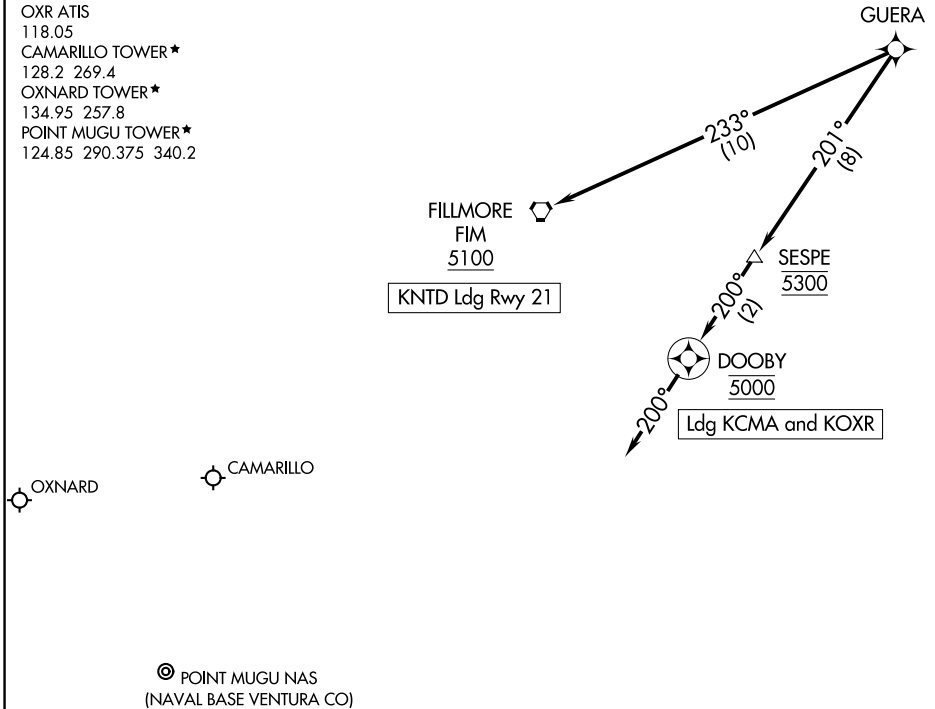 OXR ATIS
118.05
CAMARILLO TOWER★
128.2 269.4
OXNARD TOWER★
134.95 257.8
POINT MUGU TOWER★
124.85 290.375 340.2
GUERA
233°
(10)
201°
(8)
FILLMORE
FIM
5100
KNTD Ldg Rwy 21
SESPE
5300
200°
(2)
DOOBY
5000
Ldg KCMA and KOXR
200°
CAMARILLO
OXNARD
POINT MUGU NAS
(NAVAL BASE VENTURA CO)